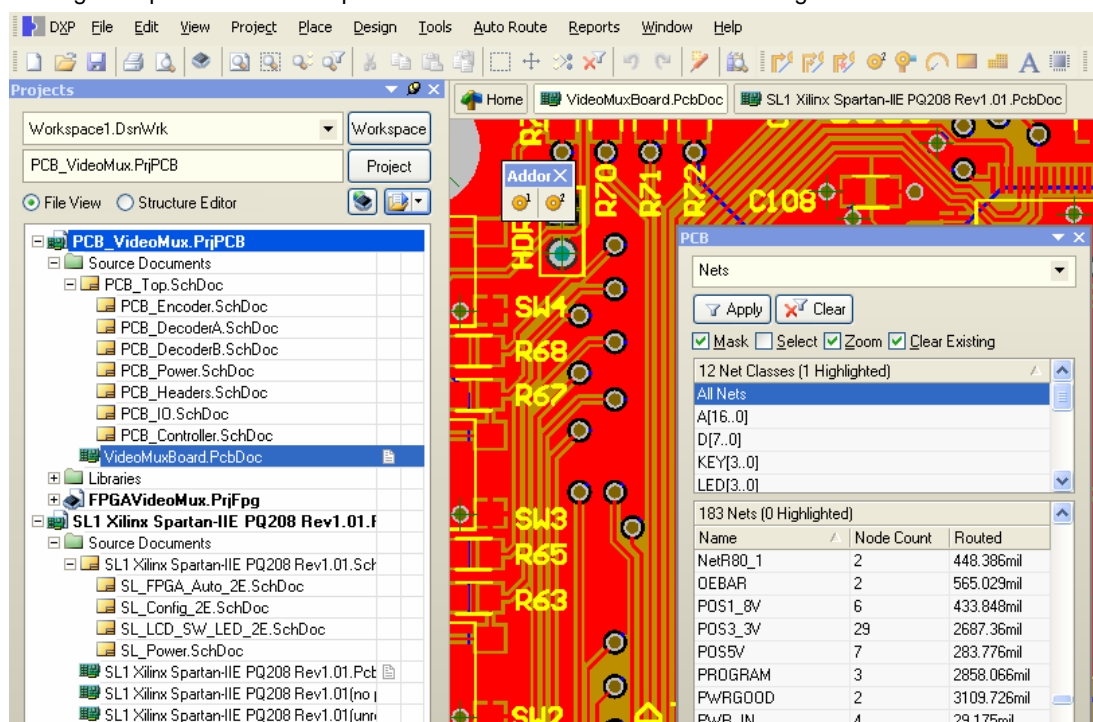 DXP File Edit View Project Place Design Tools Auto Route Reports Window Help
Projects
Workspace1.DsnWrk Workspace
PCB_VideoMux.PrjPCB Project
File View Structure Editor
PCB_VideoMux.PrjPCB
Source Documents
PCB_Top.SchDoc
PCB_Encoder.SchDoc
PCB_DecoderA.SchDoc
PCB_DecoderB.SchDoc
PCB_Power.SchDoc
PCB_Headers.SchDoc
PCB_IO.SchDoc
PCB_Controller.SchDoc
VideoMuxBoard.PcbDoc
Libraries
FPGAVideoMux.PrjFpg
SL1 Xilinx Spartan-IIE PQ208 Rev1.01.F
Source Documents
SL1 Xilinx Spartan-IIE PQ208 Rev1.01.Sch
SL_FPGA_Auto_2E.SchDoc
SL_Config_2E.SchDoc
SL_LCD_SW_LED_2E.SchDoc
SL_Power.SchDoc
SL1 Xilinx Spartan-IIE PQ208 Rev1.01.Pcb
SL1 Xilinx Spartan-IIE PQ208 Rev1.01(no
SL1 Xilinx Spartan-IIE PQ208 Rev1.01(unr
Home VideoMuxBoard.PcbDoc SL1 Xilinx Spartan-IIE PQ208 Rev1.01.PcbDoc
Addor
R70
R71
R72
C108
HDR
SW4
R68
R67
SW3
R65
R63
SW2
PCB
Nets
Apply Clear
Mask Select Zoom Clear Existing
12 Net Classes (1 Highlighted)
All Nets
A[16..0]
D[7..0]
KEY[3..0]
LED[3..0]
183 Nets (0 Highlighted)
Name Node Count Routed
NetR80_1 2 448.386mil
OEBAR 2 565.029mil
POS1_8V 6 433.848mil
POS3_3V 29 2687.36mil
POS5V 7 283.776mil
PROGRAM 3 2858.066mil
PWRGOOD 2 3109.726mil
PWR_IN 4 29.175mil